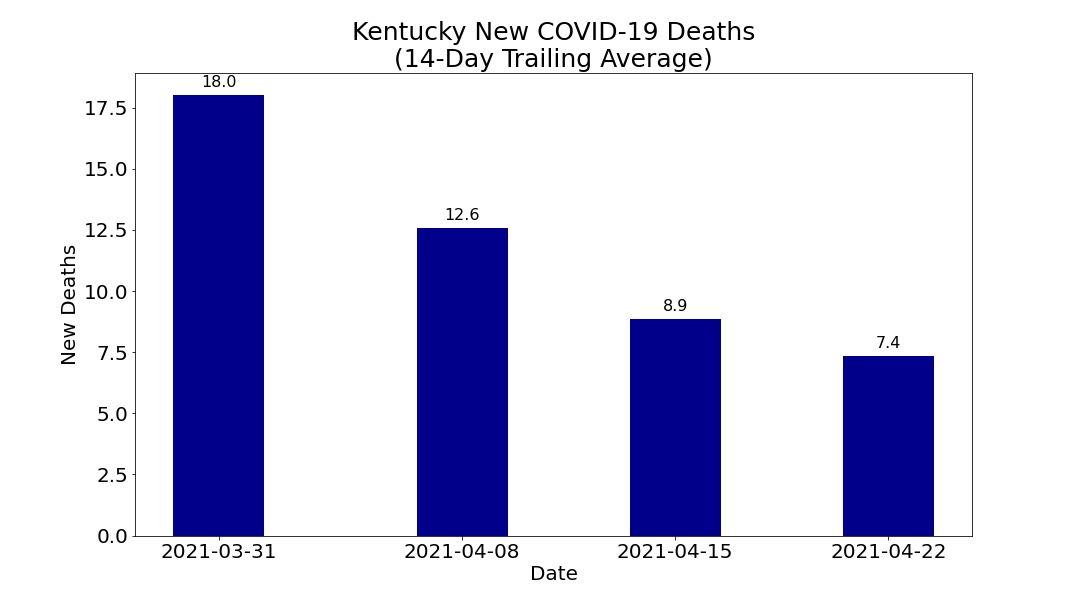 Kentucky New COVID-19 Deaths
(14-Day Trailing Average)
18.0
17.5
15.0
12.6
12.5
New Deaths
10.0
8.9
7.5
7.4
5.0
2.5
0.0
2021-03-31 2021-04-08 2021-04-15 2021-04-22
Date